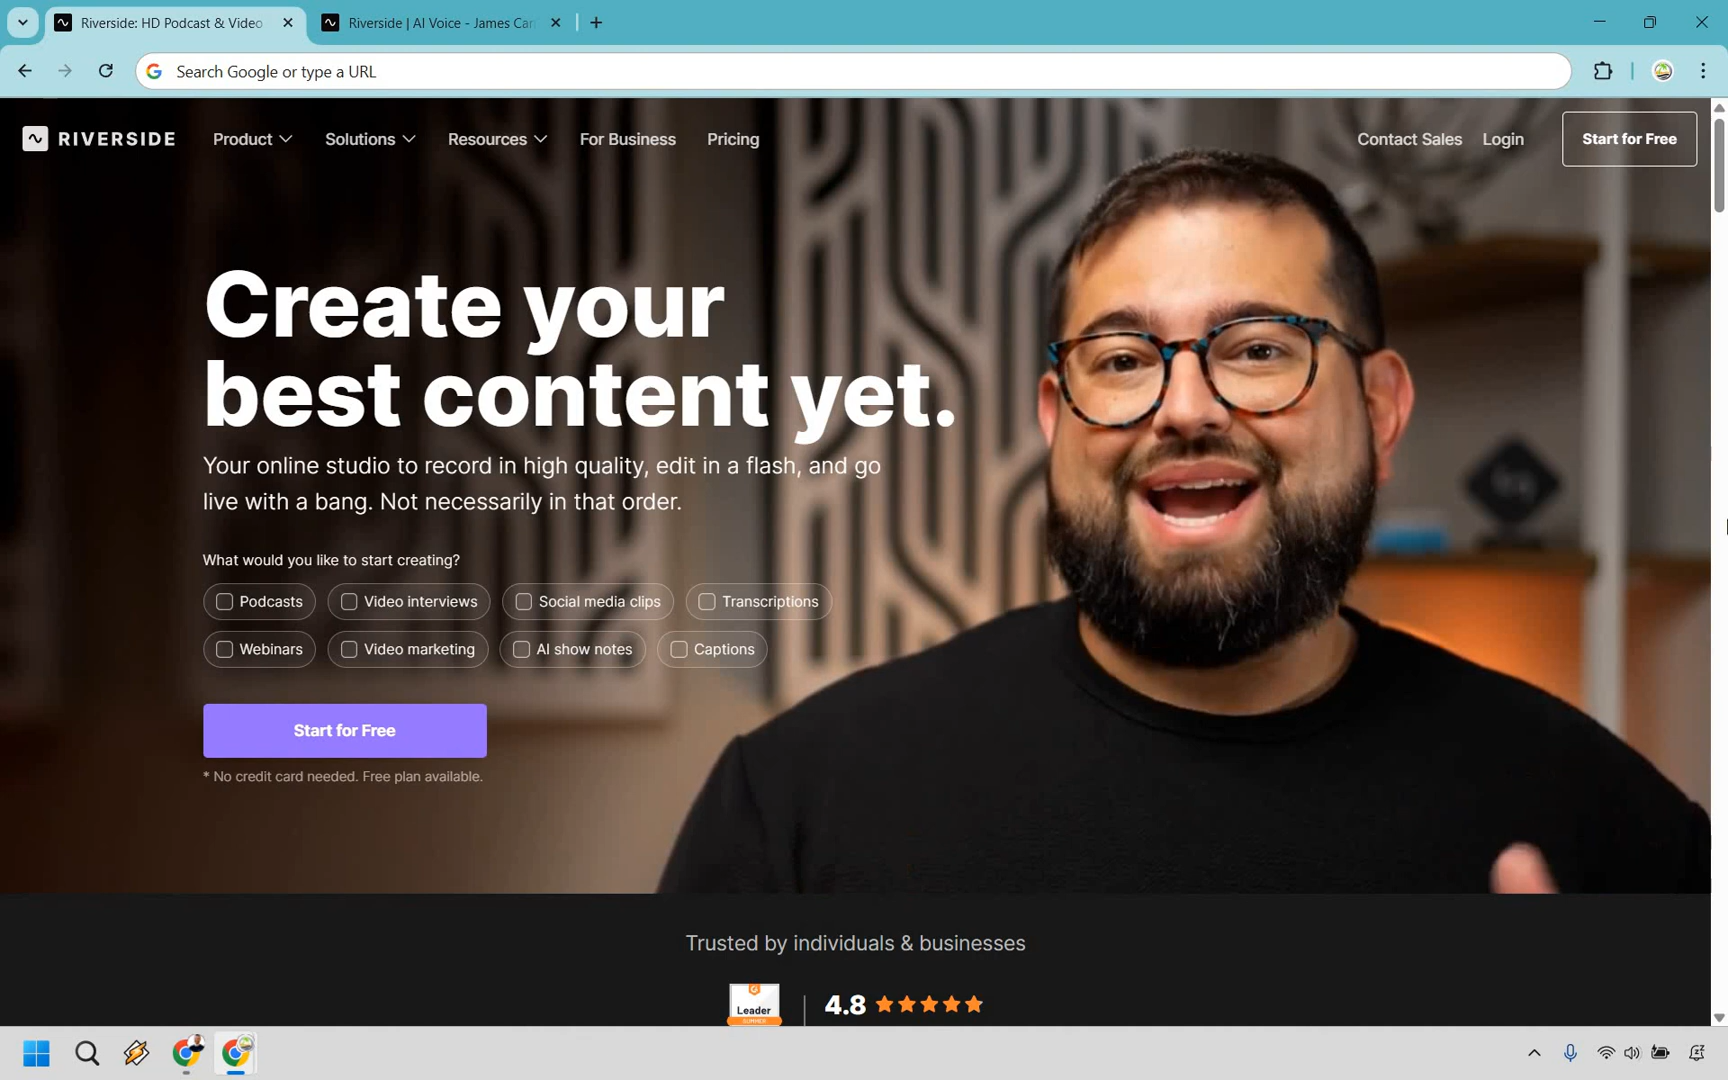 Riverside: HD Podcast & Video
Riverside | AI Voice - James Car
Search Google or type a URL
RIVERSIDE
Product
Solutions
Resources
For Business
Pricing
Contact Sales
Login
Start for Free
Create your
best content yet.
Your online studio to record in high quality, edit in a flash, and go
live with a bang. Not necessarily in that order.
What would you like to start creating?
Podcasts
Video interviews
Social media clips
Transcriptions
Webinars
Video marketing
AI show notes
Captions
Start for Free
* No credit card needed. Free plan available.
Trusted by individuals & businesses
Leader
SUMMER
4.8